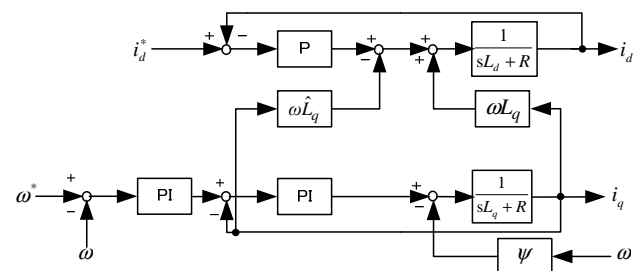 + − + − + +
i_d^* P 1 / sL_d + R i_d
ωL̂_q ωL_q
+ − + − + −
ω^* PI PI 1 / sL_q + R i_q
ω ψ ω